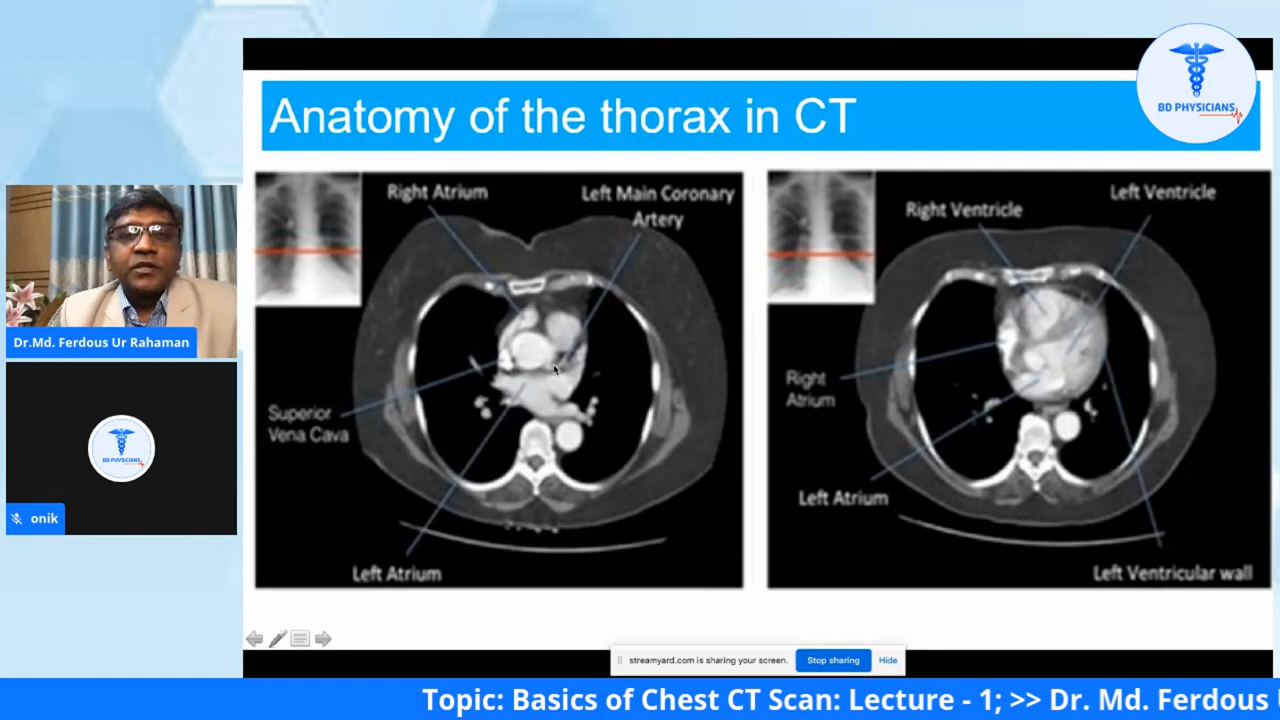 Anatomy of the thorax in CT
BD PHYSICIANS
Right Atrium
Left Main Coronary
Artery
Superior
Vena Cava
Left Atrium
Right Ventricle
Left Ventricle
Right
Atrium
Left Atrium
Left Ventricular wall
Dr.Md. Ferdous Ur Rahaman
BD PHYSICIANS
onik
streamyard.com is sharing your screen.
Stop sharing
Hide
Topic: Basics of Chest CT Scan: Lecture - 1; >> Dr. Md. Ferdous